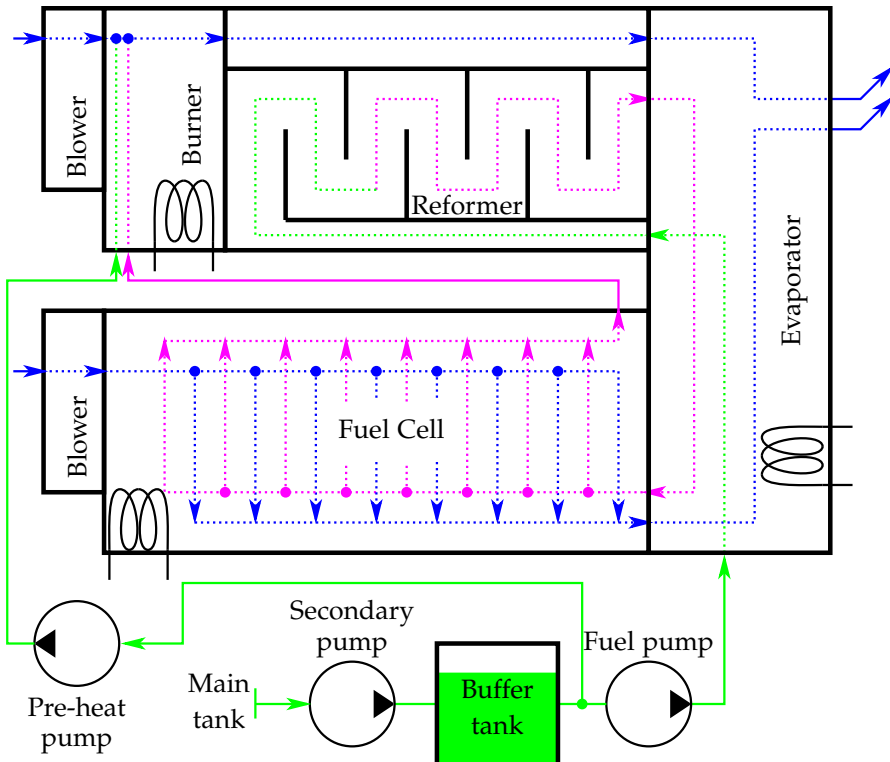 Blower
Burner
Reformer
Evaporator
Blower
Fuel Cell
Secondary
pump
Fuel pump
Main
tank
Buffer
tank
Pre-heat
pump